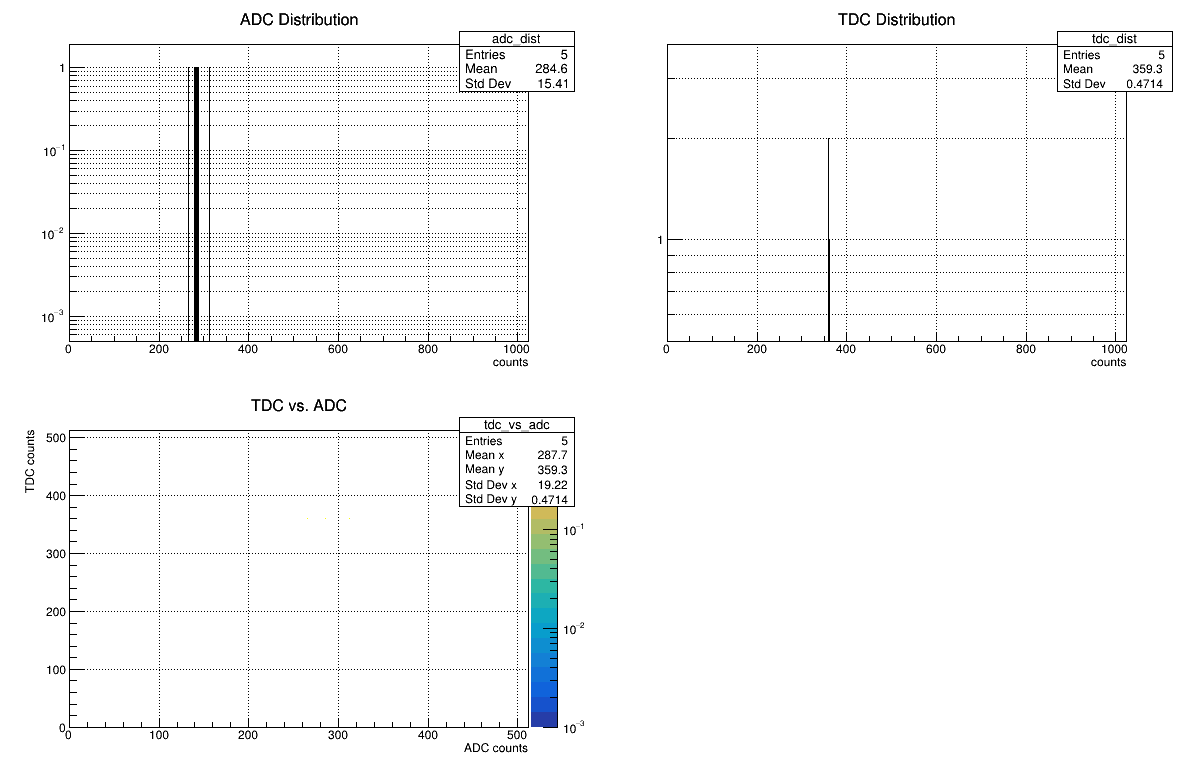 ADC Distribution
adc_dist
Entries 5
Mean 284.6
Std Dev 15.41
1
10⁻¹
10⁻²
10⁻³
0 200 400 600 800 1000
counts
TDC Distribution
tdc_dist
Entries 5
Mean 359.3
Std Dev 0.4714
1
0 200 400 600 800 1000
counts
TDC vs. ADC
tdc_vs_adc
Entries 5
Mean x 287.7
Mean y 359.3
Std Dev x 19.22
Std Dev y 0.4714
TDC counts
500
400
300
200
100
0
0 100 200 300 400 500
ADC counts
10⁻¹
10⁻²
10⁻³